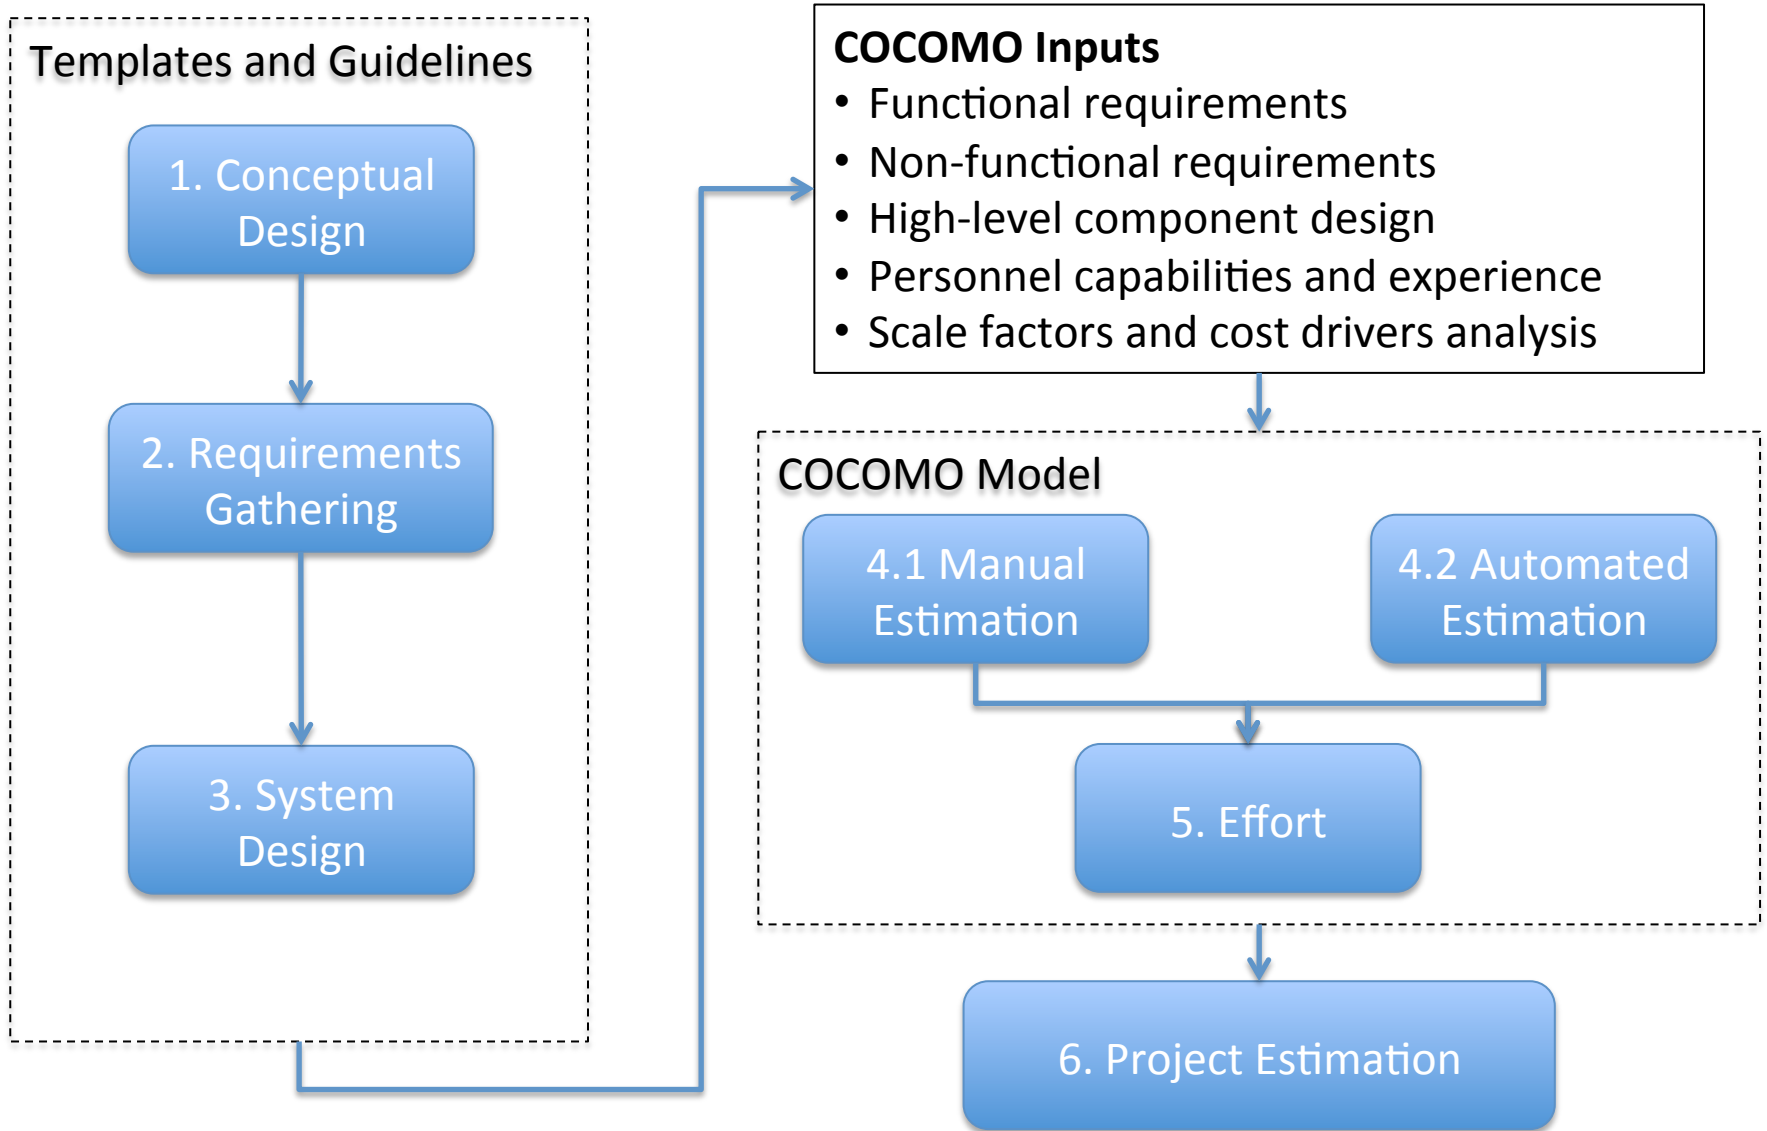 Templates and Guidelines
1. Conceptual
Design
2. Requirements
Gathering
3. System
Design
COCOMO Inputs
• Functional requirements
• Non-functional requirements
• High-level component design
• Personnel capabilities and experience
• Scale factors and cost drivers analysis
COCOMO Model
4.1 Manual
Estimation
4.2 Automated
Estimation
5. Effort
6. Project Estimation